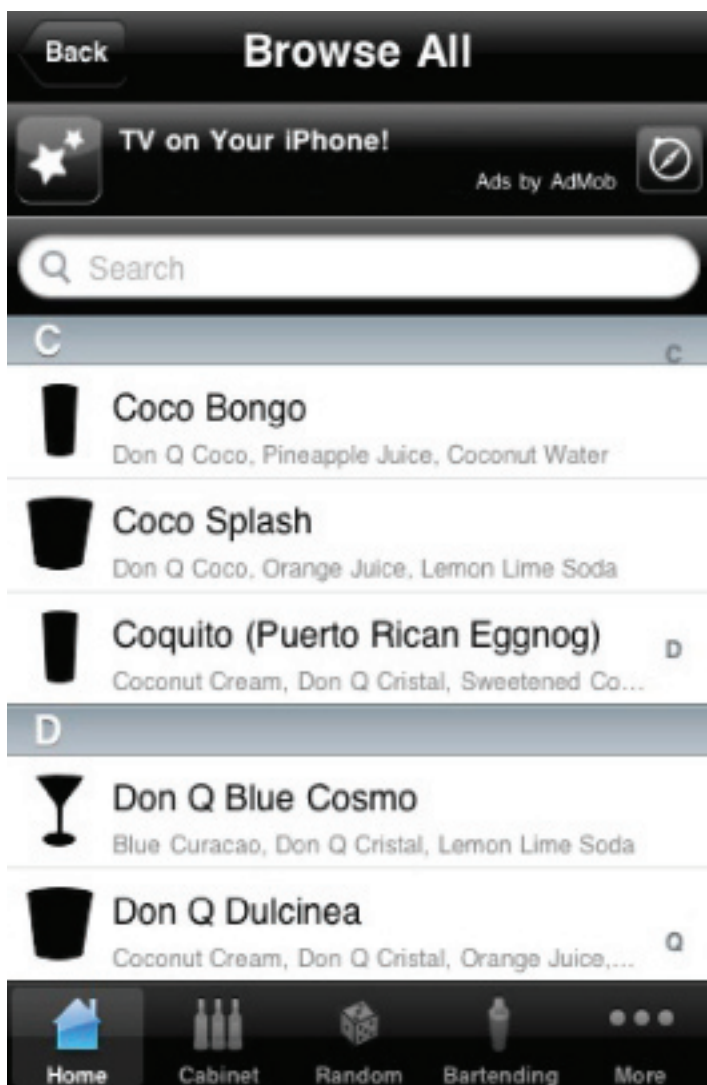 Back Browse All
TV on Your iPhone!
Ads by AdMob
Search
C
C
Coco Bongo
Don Q Coco, Pineapple Juice, Coconut Water
Coco Splash
Don Q Coco, Orange Juice, Lemon Lime Soda
Coquito (Puerto Rican Eggnog)
D
Coconut Cream, Don Q Cristal, Sweetened Co...
D
Don Q Blue Cosmo
Blue Curacao, Don Q Cristal, Lemon Lime Soda
Don Q Dulcinea
Q
Coconut Cream, Don Q Cristal, Orange Juice,...
Home Cabinet Random Bartending More